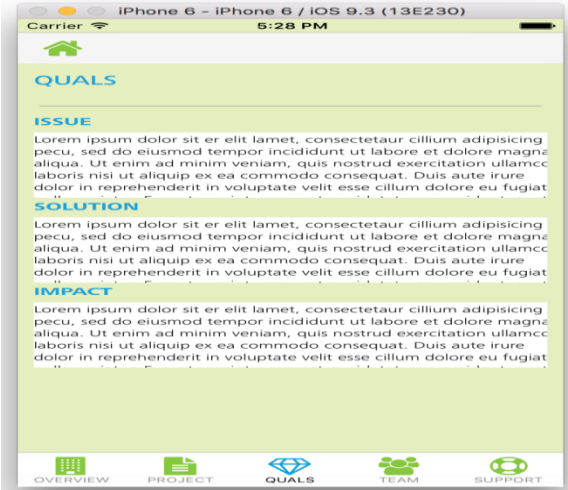 iPhone 6 – iPhone 6 / iOS 9.3 (13E230)
Carrier 5:28 PM
QUALS
ISSUE
Lorem ipsum dolor sit er elit lamet, consectetaur cillium adipisicing
pecu, sed do eiusmod tempor incididunt ut labore et dolore magna
aliqua. Ut enim ad minim veniam, quis nostrud exercitation ullamco
laboris nisi ut aliquip ex ea commodo consequat. Duis aute irure
dolor in reprehenderit in voluptate velit esse cillum dolore eu fugiat
SOLUTION
Lorem ipsum dolor sit er elit lamet, consectetaur cillium adipisicing
pecu, sed do eiusmod tempor incididunt ut labore et dolore magna
aliqua. Ut enim ad minim veniam, quis nostrud exercitation ullamco
laboris nisi ut aliquip ex ea commodo consequat. Duis aute irure
dolor in reprehenderit in voluptate velit esse cillum dolore eu fugiat
IMPACT
Lorem ipsum dolor sit er elit lamet, consectetaur cillium adipisicing
pecu, sed do eiusmod tempor incididunt ut labore et dolore magna
aliqua. Ut enim ad minim veniam, quis nostrud exercitation ullamco
laboris nisi ut aliquip ex ea commodo consequat. Duis aute irure
dolor in reprehenderit in voluptate velit esse cillum dolore eu fugiat
OVERVIEW PROJECT QUALS TEAM SUPPORT